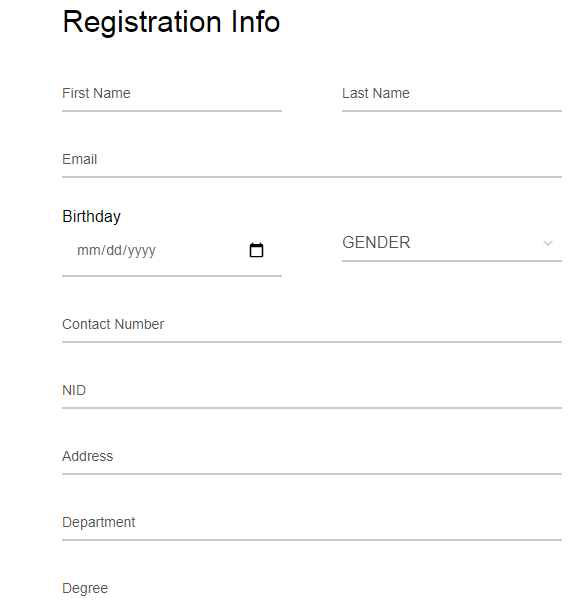 Registration Info
First Name Last Name
Email
Birthday
mm/dd/yyyy GENDER
Contact Number
NID
Address
Department
Degree